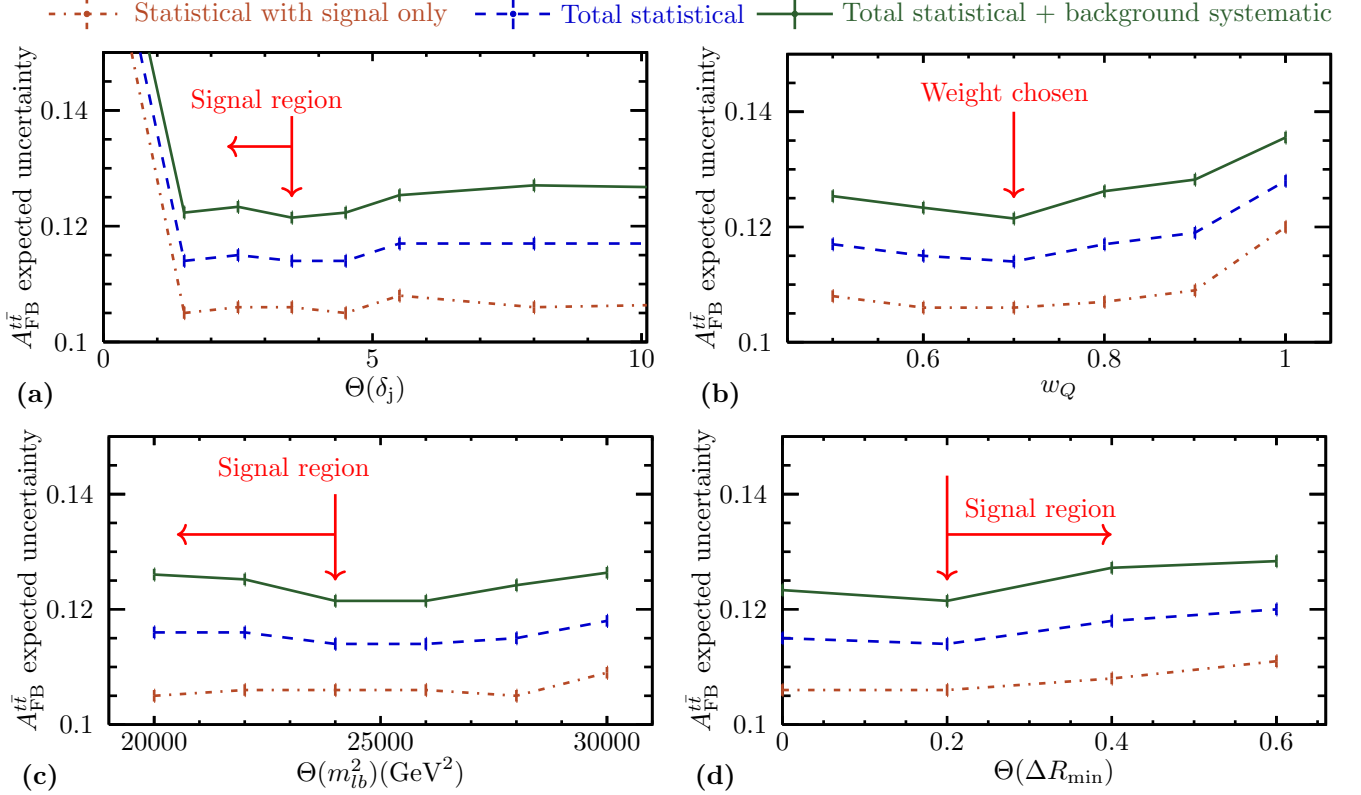 Statistical with signal only Total statistical Total statistical + background systematic
A_FB^{tt̄} expected uncertainty
0.14
0.12
0.1
Signal region
0 5 10
Θ(δ_j)
(a)
A_FB^{tt̄} expected uncertainty
0.14
0.12
0.1
Weight chosen
0.6 0.8 1
w_Q
(b)
A_FB^{tt̄} expected uncertainty
0.14
0.12
0.1
Signal region
20000 25000 30000
Θ(m²_{lb})(GeV²)
(c)
A_FB^{tt̄} expected uncertainty
0.14
0.12
0.1
Signal region
0 0.2 0.4 0.6
Θ(ΔR_min)
(d)